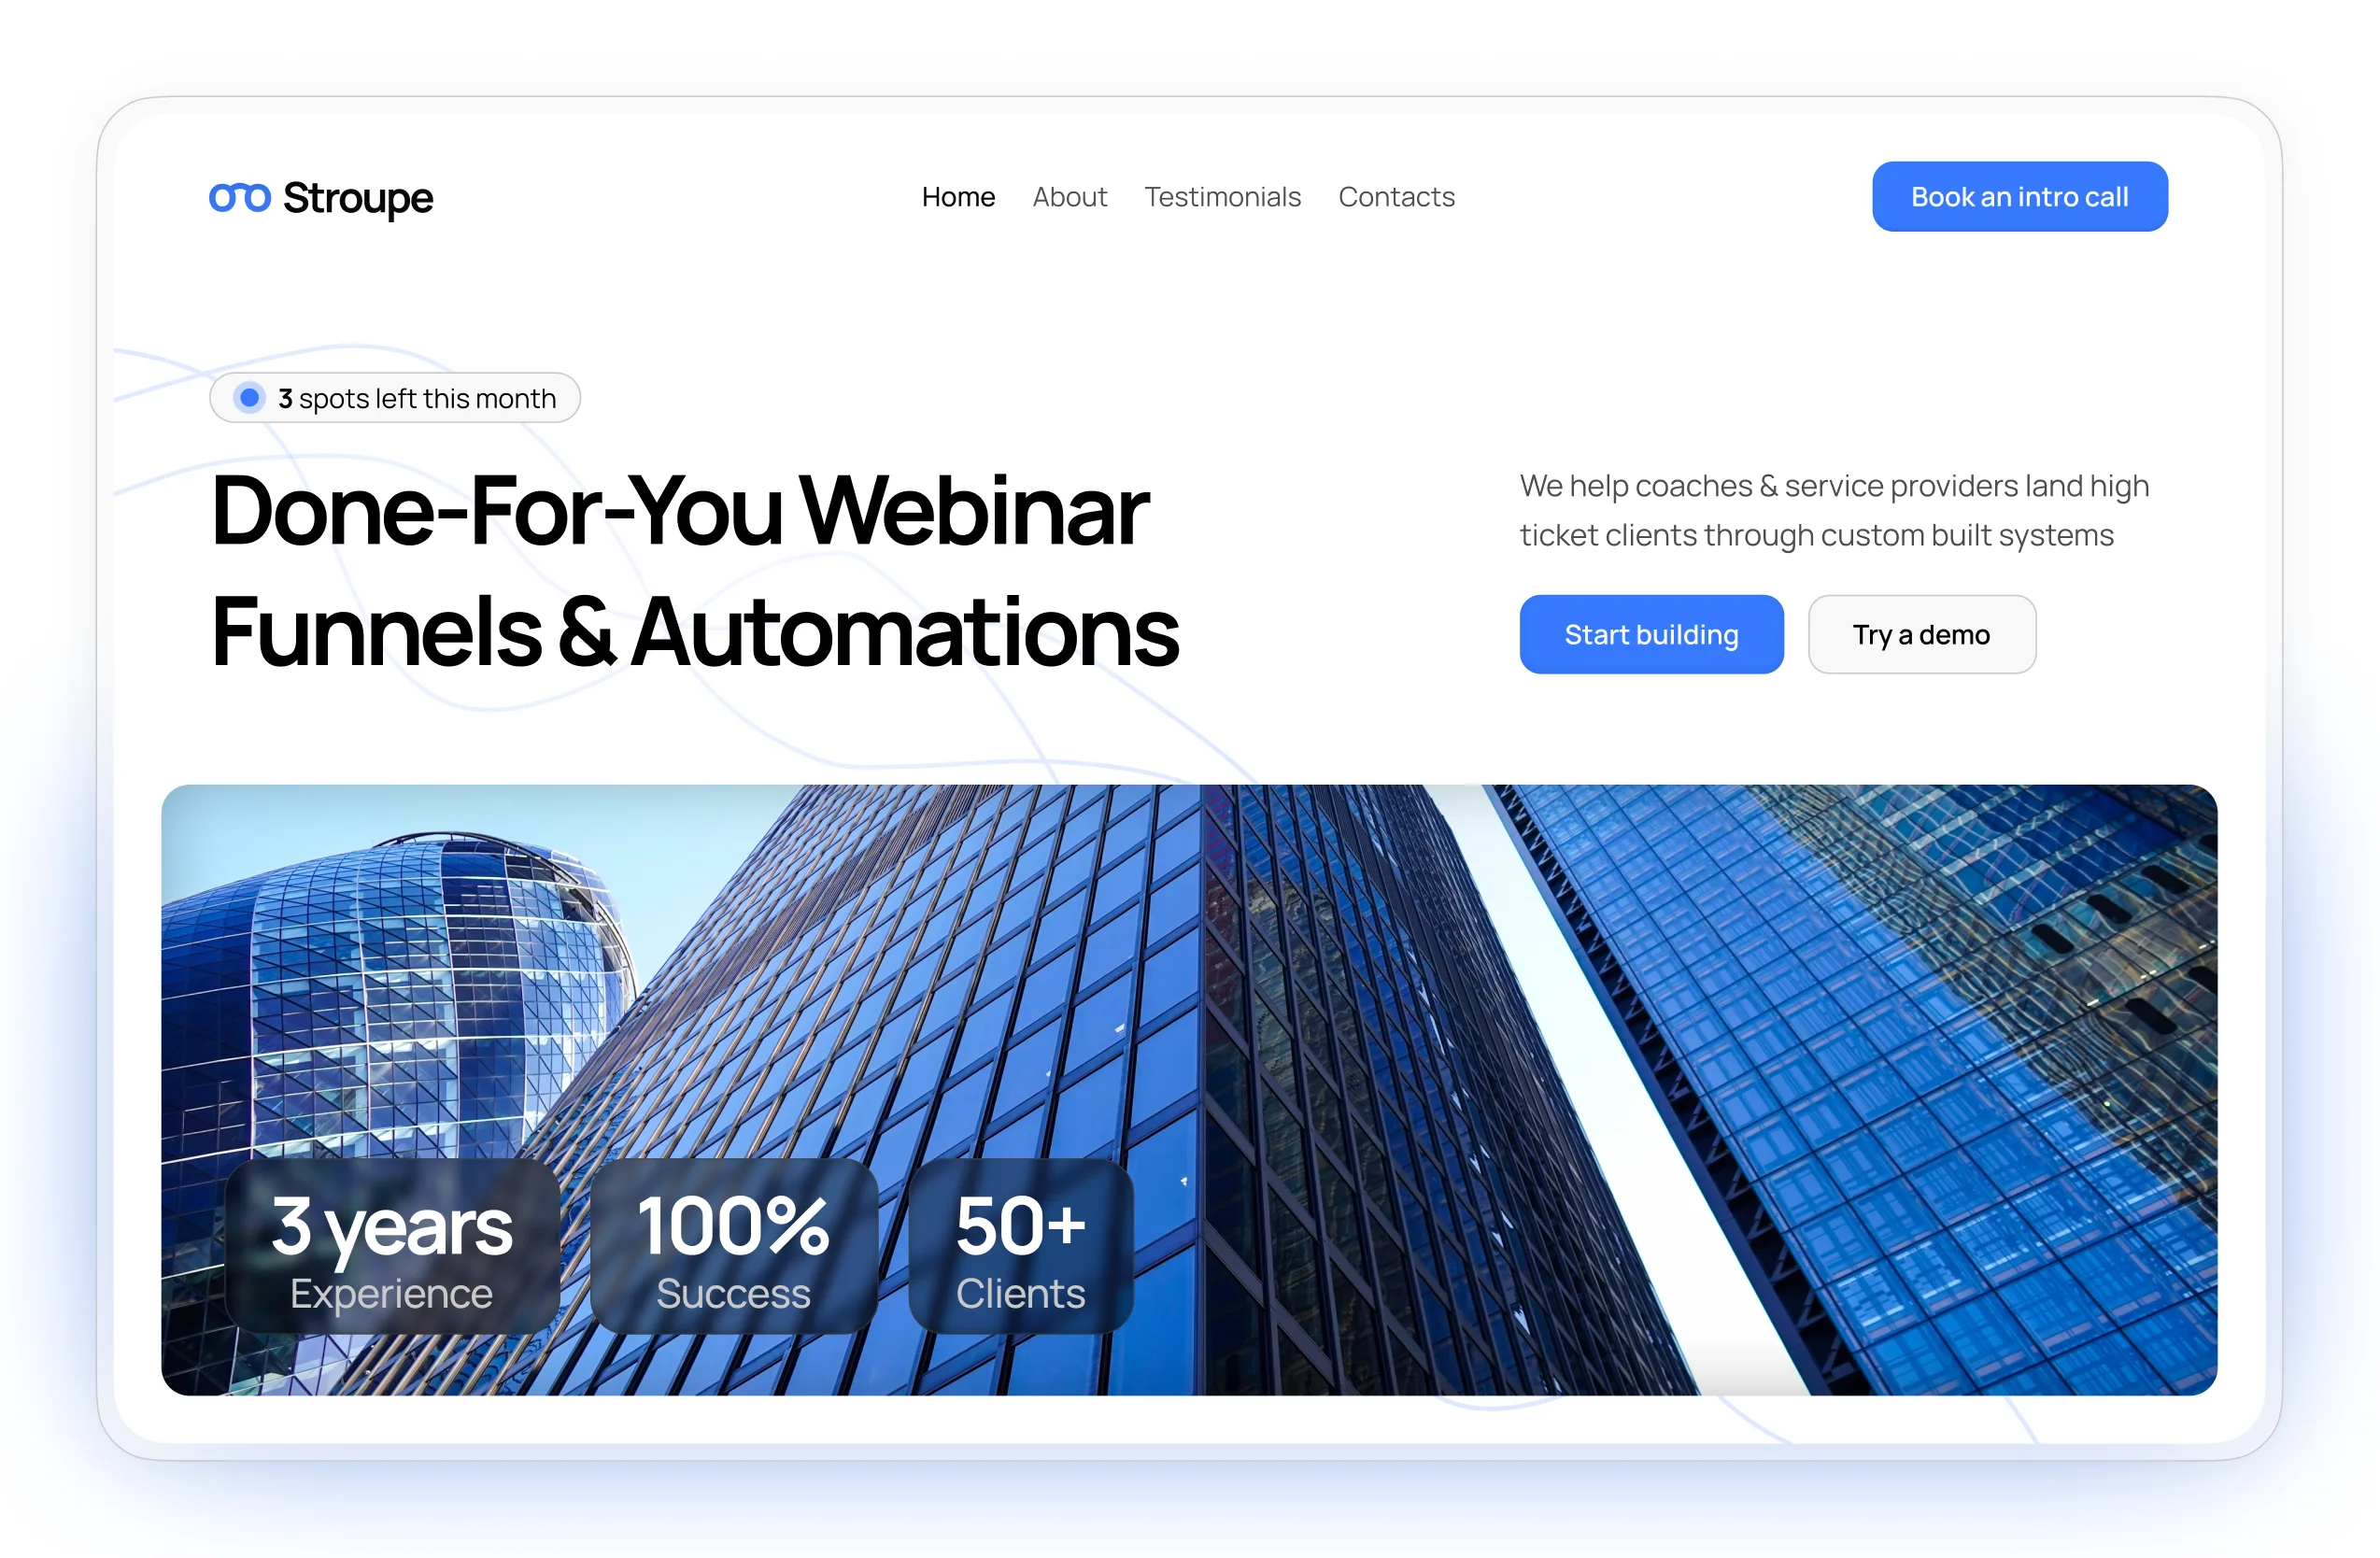 Stroupe
Home
About
Testimonials
Contacts
Book an intro call
3 spots left this month
Done-For-You Webinar
Funnels & Automations
We help coaches & service providers land high
ticket clients through custom built systems
Start building
Try a demo
3 years
Experience
100%
Success
50+
Clients